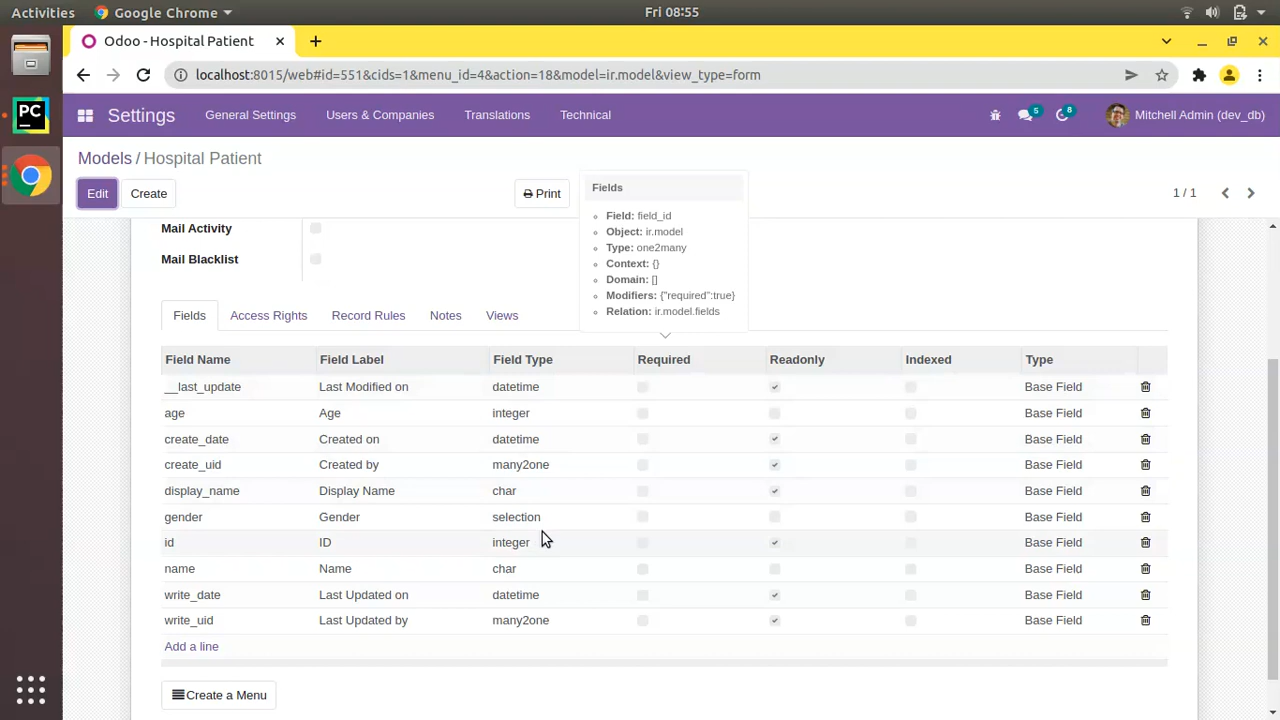 Activities Google Chrome Fri 08:55
Odoo - Hospital Patient
localhost:8015/web#id=551&cids=1&menu_id=4&action=18&model=ir.model&view_type=form
PC
Settings General Settings Users & Companies Translations Technical 5 8 Mitchell Admin (dev_db)
Models / Hospital Patient
Edit Create Print 1 / 1
Fields
Field: field_id
Object: ir.model
Type: one2many
Context: {}
Domain: []
Modifiers: {"required":true}
Relation: ir.model.fields
Mail Activity
Mail Blacklist
Fields Access Rights Record Rules Notes Views
Field Name Field Label Field Type Required Readonly Indexed Type
__last_update Last Modified on datetime Base Field
age Age integer Base Field
create_date Created on datetime Base Field
create_uid Created by many2one Base Field
display_name Display Name char Base Field
gender Gender selection Base Field
id ID integer Base Field
name Name char Base Field
write_date Last Updated on datetime Base Field
write_uid Last Updated by many2one Base Field
Add a line
Create a Menu